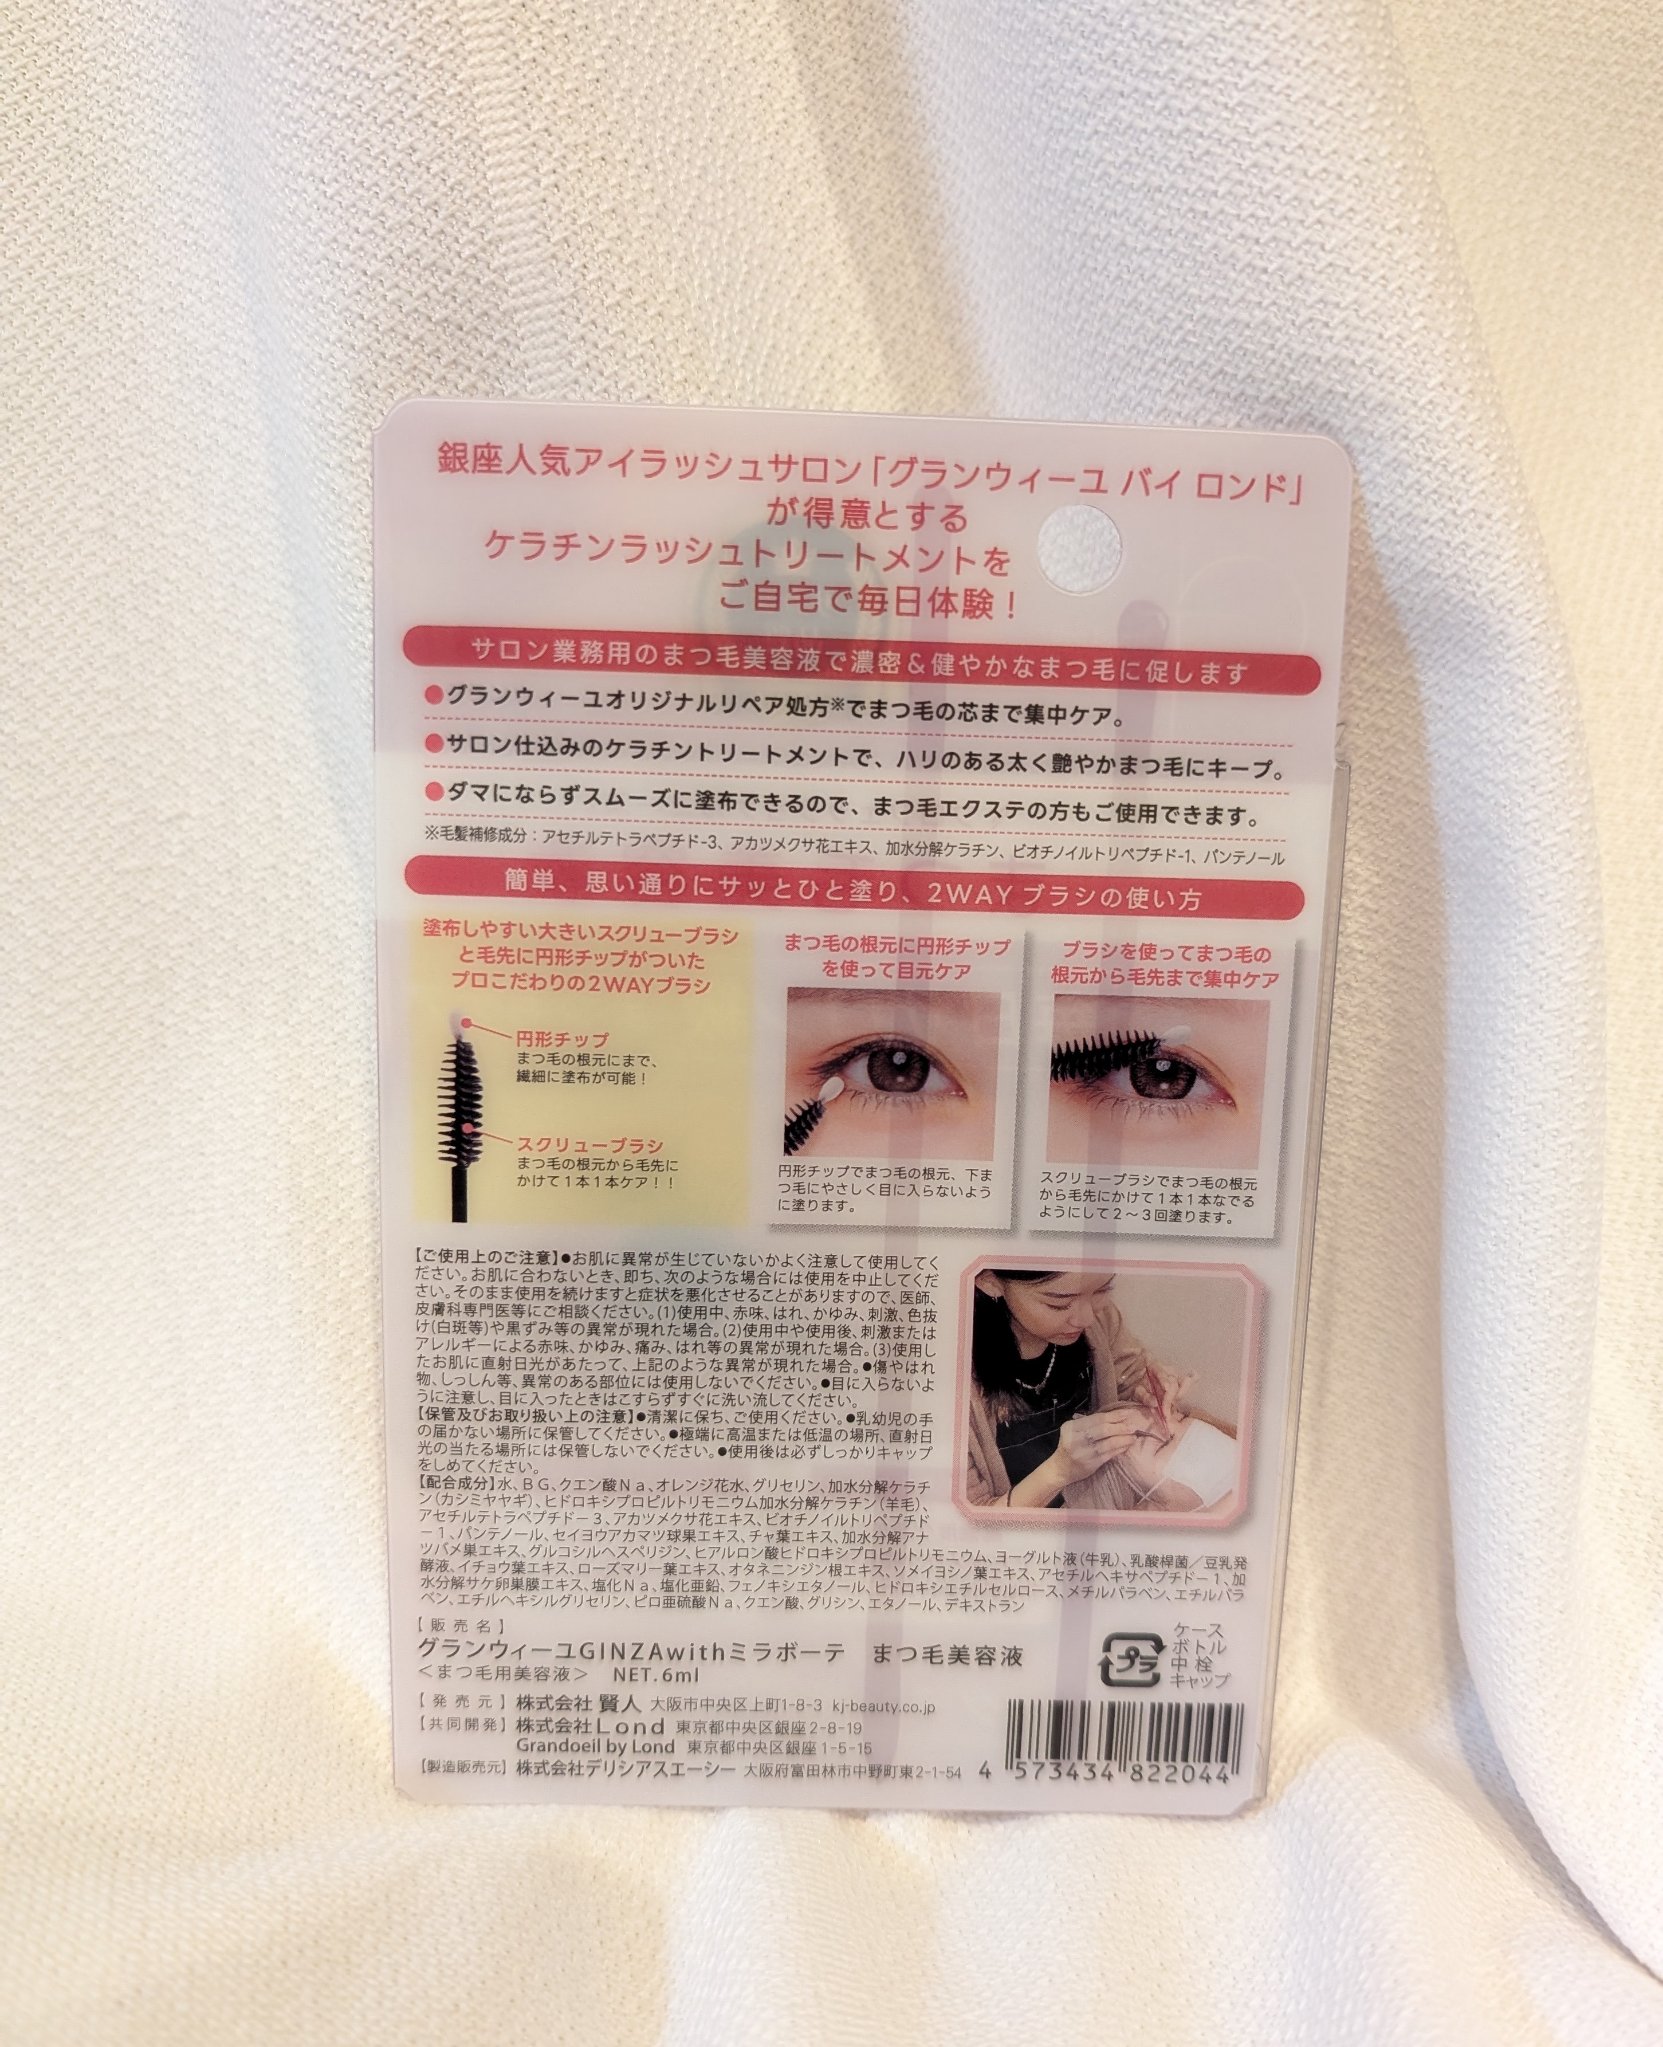 銀座人気アイラッシュサロン「グランウィーユ バイ ロンド」
が得意とする
ケラチンラッシュトリートメントを
ご自宅で毎日体験！
サロン業務用のまつ毛美容液で濃密＆健やかなまつ毛に促します
●グランウィーユオリジナルリペア処方※でまつ毛の芯まで集中ケア。
●サロン仕込みのケラチントリートメントで、ハリのある太く艶やかまつ毛にキープ。
●ダマにならずスムーズに塗布できるので、まつ毛エクステの方もご使用できます。
※毛髪補修成分：アセチルテトラペプチド-3、アカツメクサ花エキス、加水分解ケラチン、ビオチノイルトリペプチド-1、パンテノール
簡単、思い通りにサッとひと塗り、2WAY ブラシの使い方
塗布しやすい大きいスクリューブラシ
と毛先に円形チップがついた
プロこだわりの2WAYブラシ
円形チップ
まつ毛の根元にまで、
繊細に塗布が可能！
スクリューブラシ
まつ毛の根元から毛先に
かけて１本１本ケア！！
まつ毛の根元に円形チップ
を使って目元ケア
円形チップでまつ毛の根元、下ま
つ毛にやさしく目に入らないよう
に塗ります。
ブラシを使ってまつ毛の
根元から毛先まで集中ケア
スクリューブラシでまつ毛の根元
から毛先にかけて１本１本なでる
ようにして２～３回塗ります。
【ご使用上のご注意】●お肌に異常が生じていないかよく注意して使用してく
ださい。お肌に合わないとき、即ち、次のような場合には使用を中止してくだ
さい。そのまま使用を続けますと症状を悪化させることがありますので、医師、
皮膚科専門医等にご相談ください。(1)使用中、赤味、はれ、かゆみ、刺激、色抜
け(白斑等)や黒ずみ等の異常が現れた場合。(2)使用中や使用後、刺激または
アレルギーによる赤味、かゆみ、痛み、はれ等の異常が現れた場合。(3)使用し
たお肌に直射日光があたって、上記のような異常が現れた場合。●傷やはれ
物、しっしん等、異常のある部位には使用しないでください。●目に入らないよ
うに注意し、目に入ったときはこすらずすぐに洗い流してください。
【保管及びお取り扱い上の注意】●清潔に保ち、ご使用ください。●乳幼児の手
の届かない場所に保管してください。●極端に高温または低温の場所、直射日
光の当たる場所には保管しないでください。●使用後は必ずしっかりキャップ
をしめてください。
【配合成分】水、ＢＧ、クエン酸Ｎａ、オレンジ花水、グリセリン、加水分解ケラチ
ン（カシミヤヤギ）、ヒドロキシプロピルトリモニウム加水分解ケラチン（羊毛）、
アセチルテトラペプチド－３、アカツメクサ花エキス、ビオチノイルトリペプチド
－１、パンテノール、セイヨウアカマツ球果エキス、チャ葉エキス、加水分解アナ
ツバメ巣エキス、グルコシルヘスペリジン、ヒアルロン酸ヒドロキシプロピルトリモニウム、ヨーグルト液（牛乳）、乳酸桿菌／豆乳発
酵液、イチョウ葉エキス、ローズマリー葉エキス、オタネニンジン根エキス、ソメイヨシノ葉エキス、アセチルヘキサペプチド－１、加
水分解サケ卵巣膜エキス、塩化Ｎａ、塩化亜鉛、フェノキシエタノール、ヒドロキシエチルセルロース、メチルパラベン、エチルパラ
ベン、エチルヘキシルグリセリン、ピロ亜硫酸Ｎａ、クエン酸、グリシン、エタノール、デキストラン
【販売名】
グランウィーユGINZAwithミラボーテ　まつ毛美容液
＜まつ毛用美容液＞　NET.6ml
【発売元】株式会社 賢人 大阪市中央区上町1-8-3 kj-beauty.co.jp
【共同開発】株式会社Ｌｏｎｄ 東京都中央区銀座2-8-19
Grandoeil by Lond 東京都中央区銀座 1-5-15
【製造販売元】株式会社デリシアスエーシー 大阪府富田林市中野町東2-1-54
プラ
ケース
ボトル
中 栓
キャップ
4 573434 822044